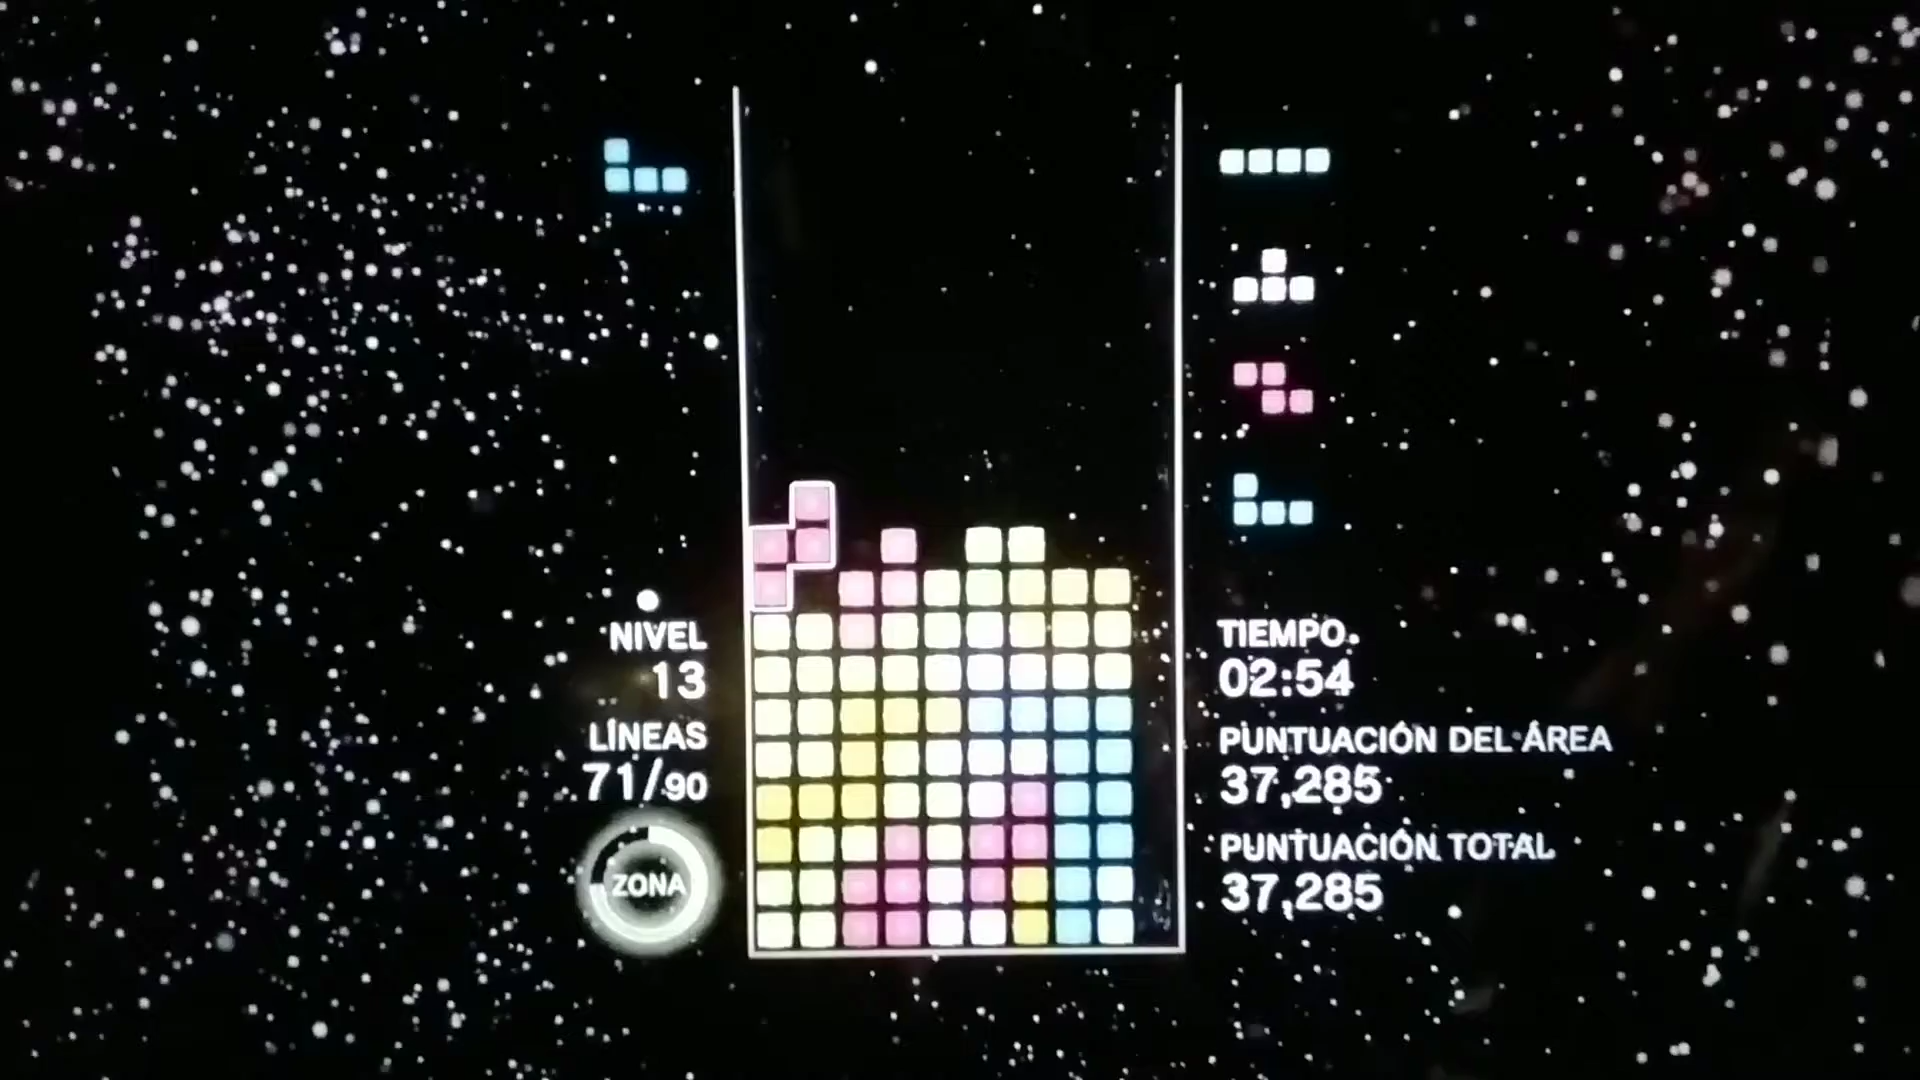 NIVEL
13
LÍNEAS
71/90
ZONA
TIEMPO
02:54
PUNTUACIÓN DEL ÁREA
37,285
PUNTUACIÓN TOTAL
37,285